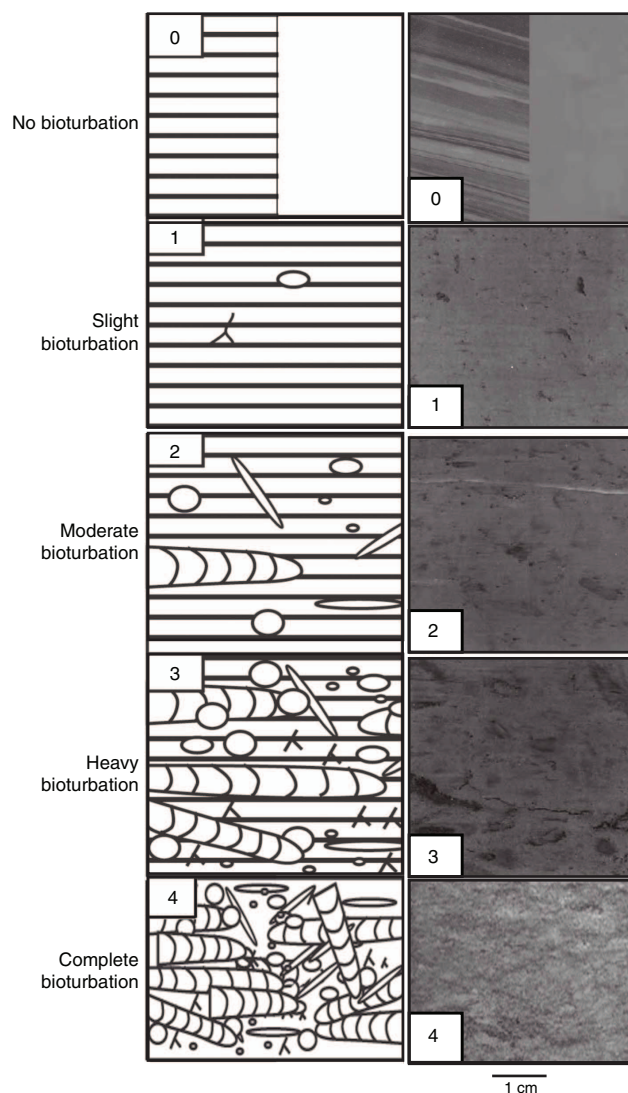 0
0
No bioturbation
1
Slight
bioturbation
1
2
Moderate
bioturbation
2
3
Heavy
bioturbation
3
4
Complete
bioturbation
4
1 cm